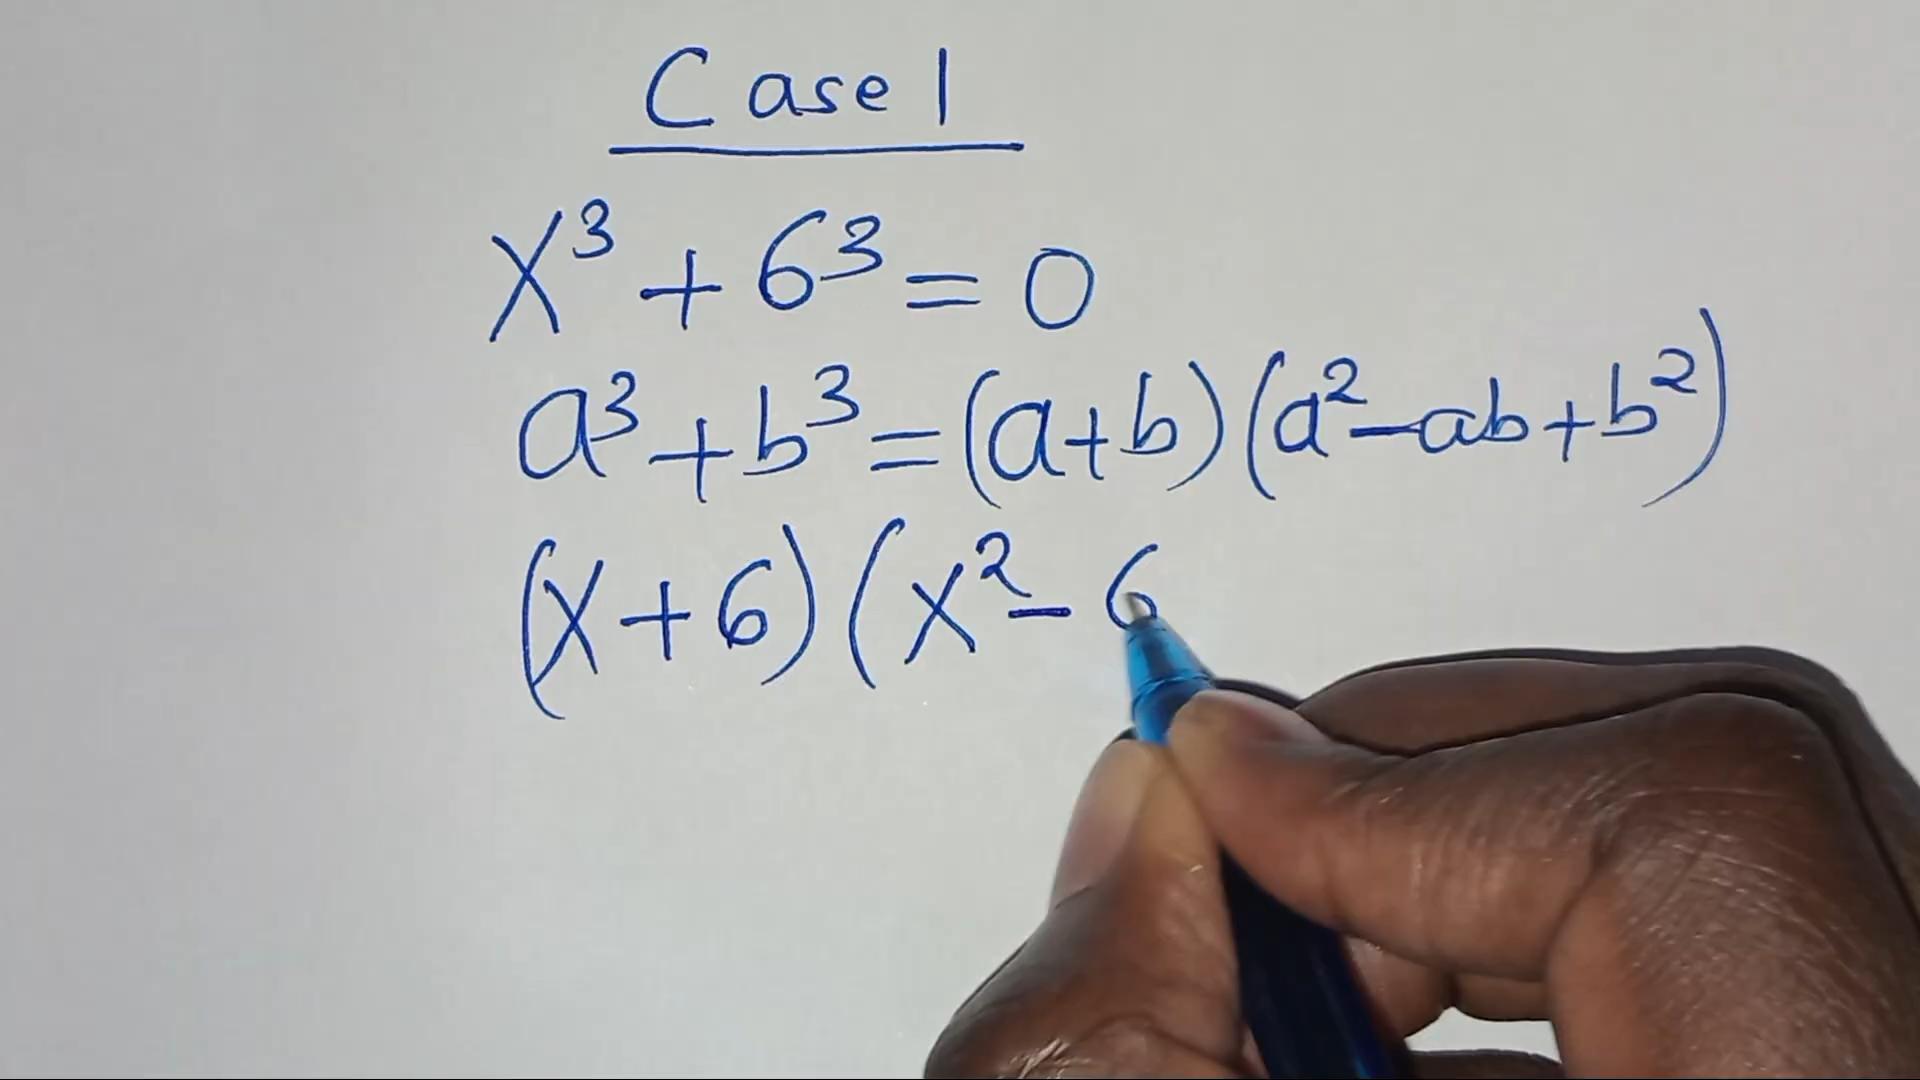 Case 1
x³ + 6³ = 0
a³ + b³ = (a+b)(a²-ab+b²)
(x+6)(x²- 6